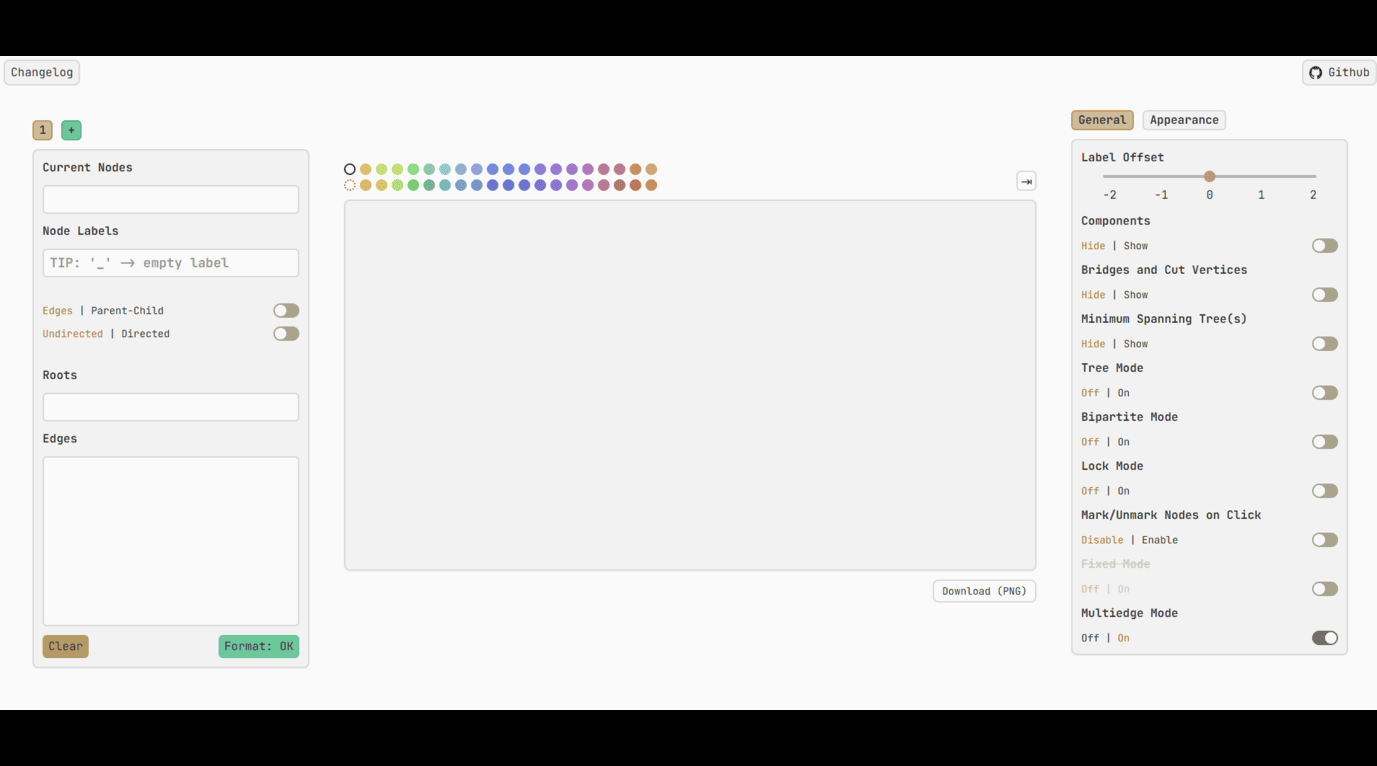 Changelog
Github
1 +
Current Nodes
Node Labels
TIP: '_' → empty label
Edges | Parent-Child
Undirected | Directed
Roots
Edges
Clear
Format: OK
⇥
Download (PNG)
General
Appearance
Label Offset
-2 -1 0 1 2
Components
Hide | Show
Bridges and Cut Vertices
Hide | Show
Minimum Spanning Tree(s)
Hide | Show
Tree Mode
Off | On
Bipartite Mode
Off | On
Lock Mode
Off | On
Mark/Unmark Nodes on Click
Disable | Enable
Fixed Mode
Off | On
Multiedge Mode
Off | On